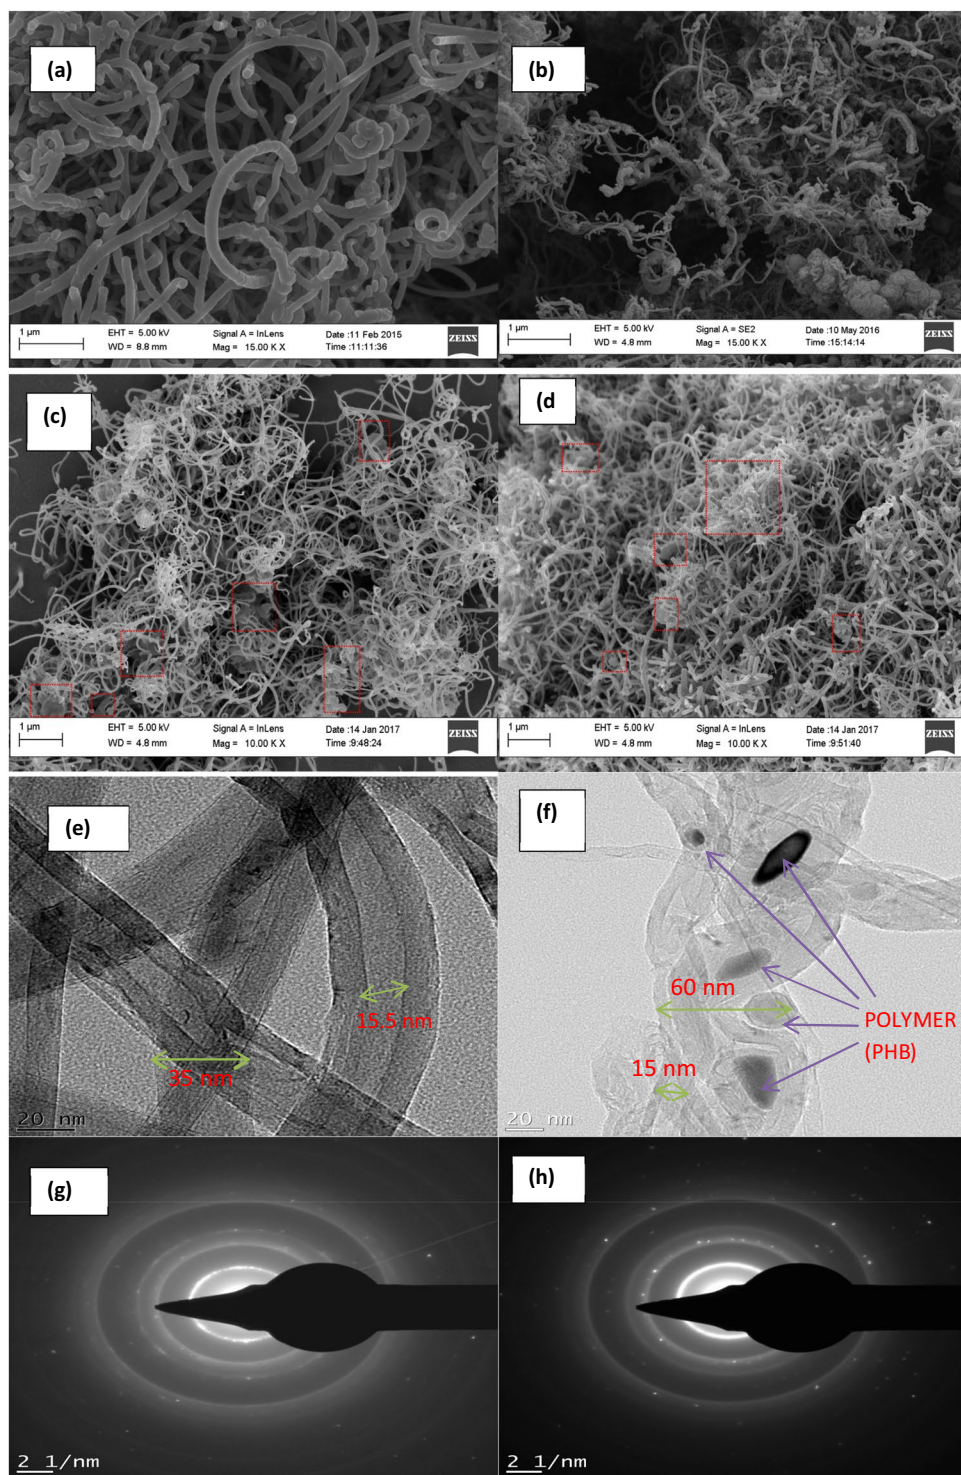 (a)
1 µm
EHT = 5.00 kV
WD = 8.8 mm
Signal A = InLens
Mag = 15.00 K X
Date :11 Feb 2015
Time :11:11:36
ZEISS
(b)
1 µm
EHT = 5.00 kV
WD = 4.8 mm
Signal A = SE2
Mag = 15.00 K X
Date :10 May 2016
Time :15:14:14
ZEISS
(c)
1 µm
EHT = 5.00 kV
WD = 4.8 mm
Signal A = InLens
Mag = 10.00 K X
Date :14 Jan 2017
Time :9:48:24
ZEISS
(d)
1 µm
EHT = 5.00 kV
WD = 4.8 mm
Signal A = InLens
Mag = 10.00 K X
Date :14 Jan 2017
Time :9:51:40
ZEISS
(e)
15.5 nm
35 nm
20 nm
(f)
60 nm
POLYMER
(PHB)
15 nm
20 nm
(g)
2 1/nm
(h)
2 1/nm